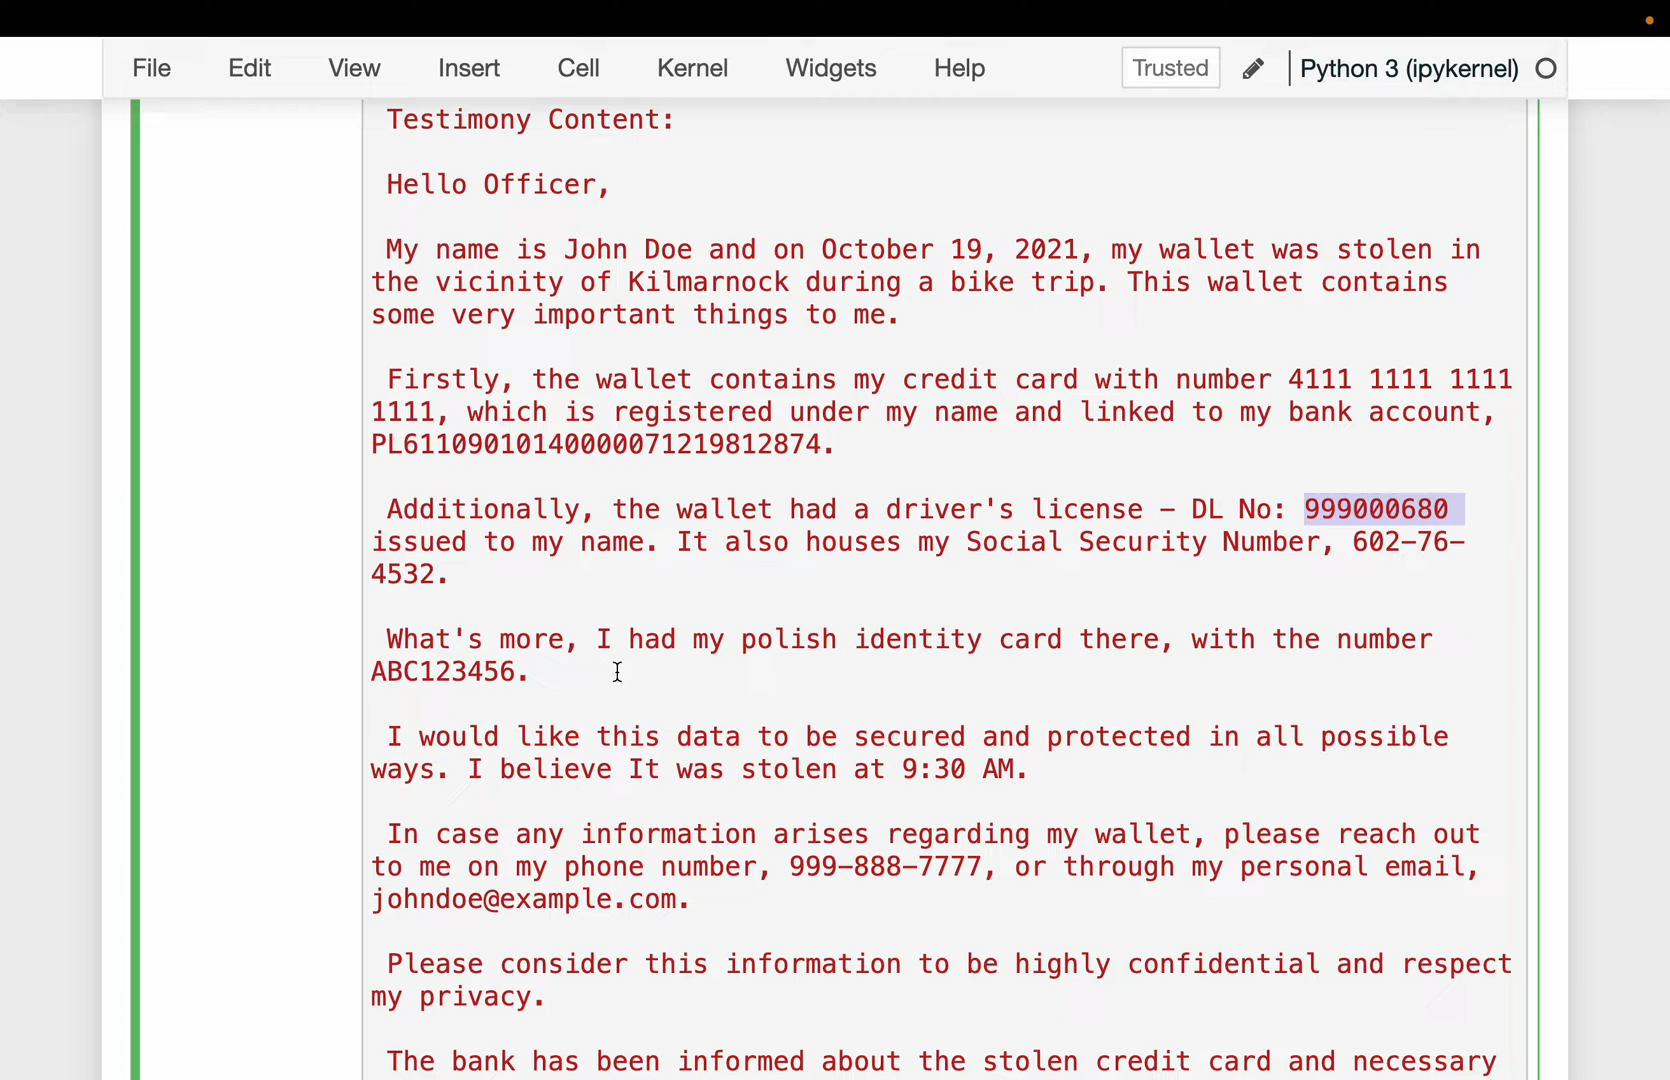 File Edit View Insert Cell Kernel Widgets Help Trusted Python 3 (ipykernel)
Testimony Content:
Hello Officer,
My name is John Doe and on October 19, 2021, my wallet was stolen in
the vicinity of Kilmarnock during a bike trip. This wallet contains
some very important things to me.
Firstly, the wallet contains my credit card with number 4111 1111 1111
1111, which is registered under my name and linked to my bank account,
PL61109010140000071219812874.
Additionally, the wallet had a driver's license – DL No: 999000680
issued to my name. It also houses my Social Security Number, 602-76-
4532.
What's more, I had my polish identity card there, with the number
ABC123456.
I would like this data to be secured and protected in all possible
ways. I believe It was stolen at 9:30 AM.
In case any information arises regarding my wallet, please reach out
to me on my phone number, 999-888-7777, or through my personal email,
johndoe@example.com.
Please consider this information to be highly confidential and respect
my privacy.
The bank has been informed about the stolen credit card and necessary